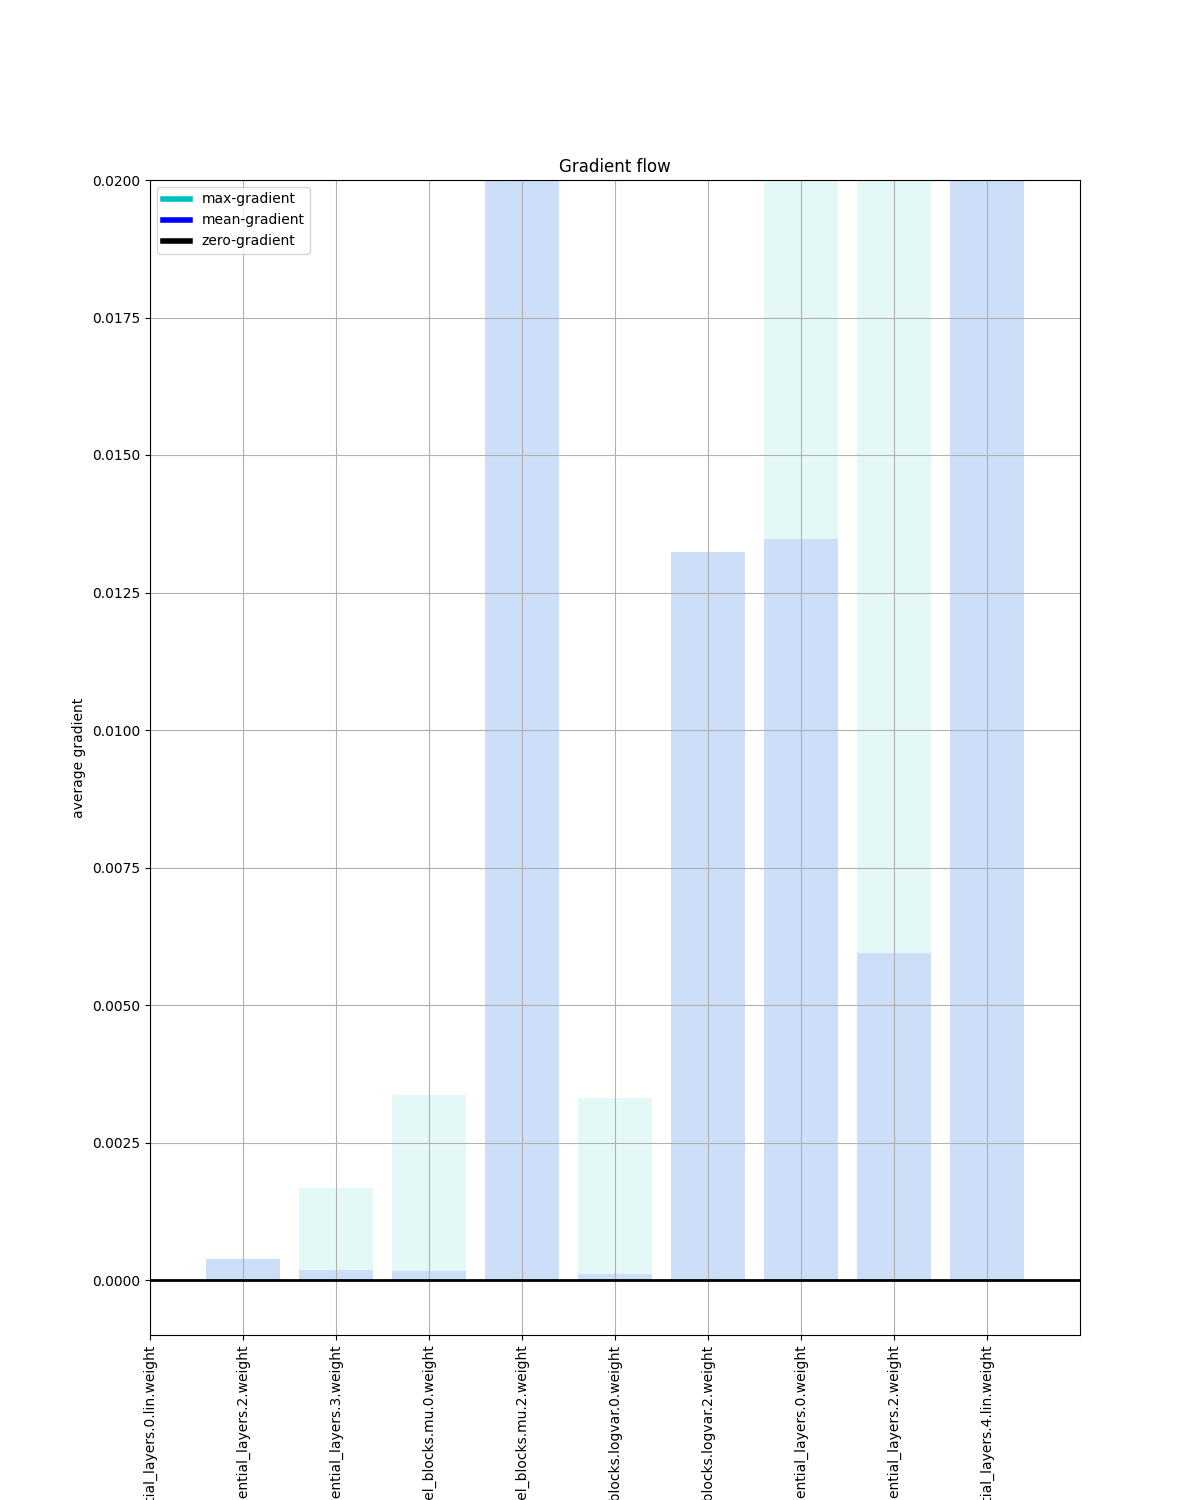 Gradient flow
max-gradient
mean-gradient
zero-gradient
0.0200
0.0175
0.0150
0.0125
0.0100
0.0075
0.0050
0.0025
0.0000
average gradient
tial_layers.0.lin.weight
ential_layers.2.weight
ential_layers.3.weight
el_blocks.mu.0.weight
el_blocks.mu.2.weight
blocks.logvar.0.weight
blocks.logvar.2.weight
ential_layers.0.weight
ential_layers.2.weight
tial_layers.4.lin.weight